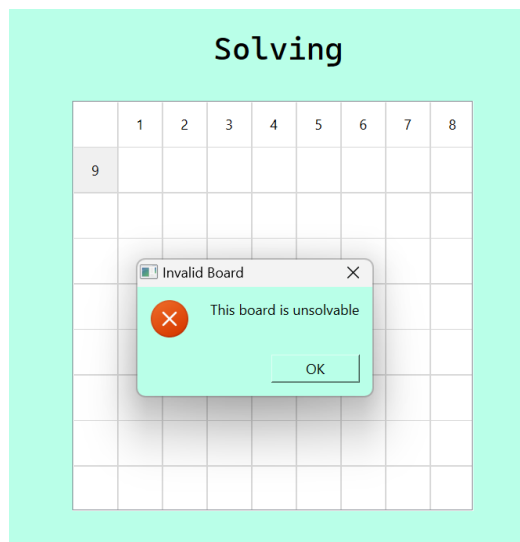 Solving
1 2 3 4 5 6 7 8
9
Invalid Board
This board is unsolvable
OK